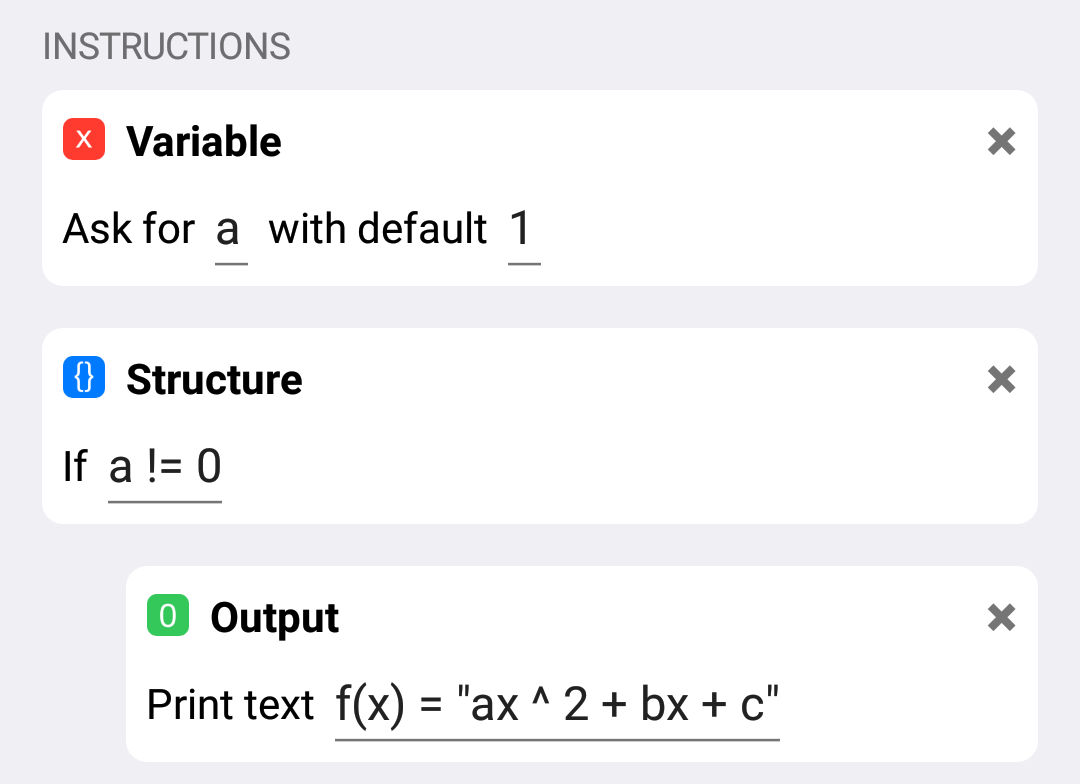 INSTRUCTIONS
x Variable ✖
Ask for a with default 1
{} Structure ✖
If a != 0
0 Output ✖
Print text f(x) = "ax ^ 2 + bx + c"